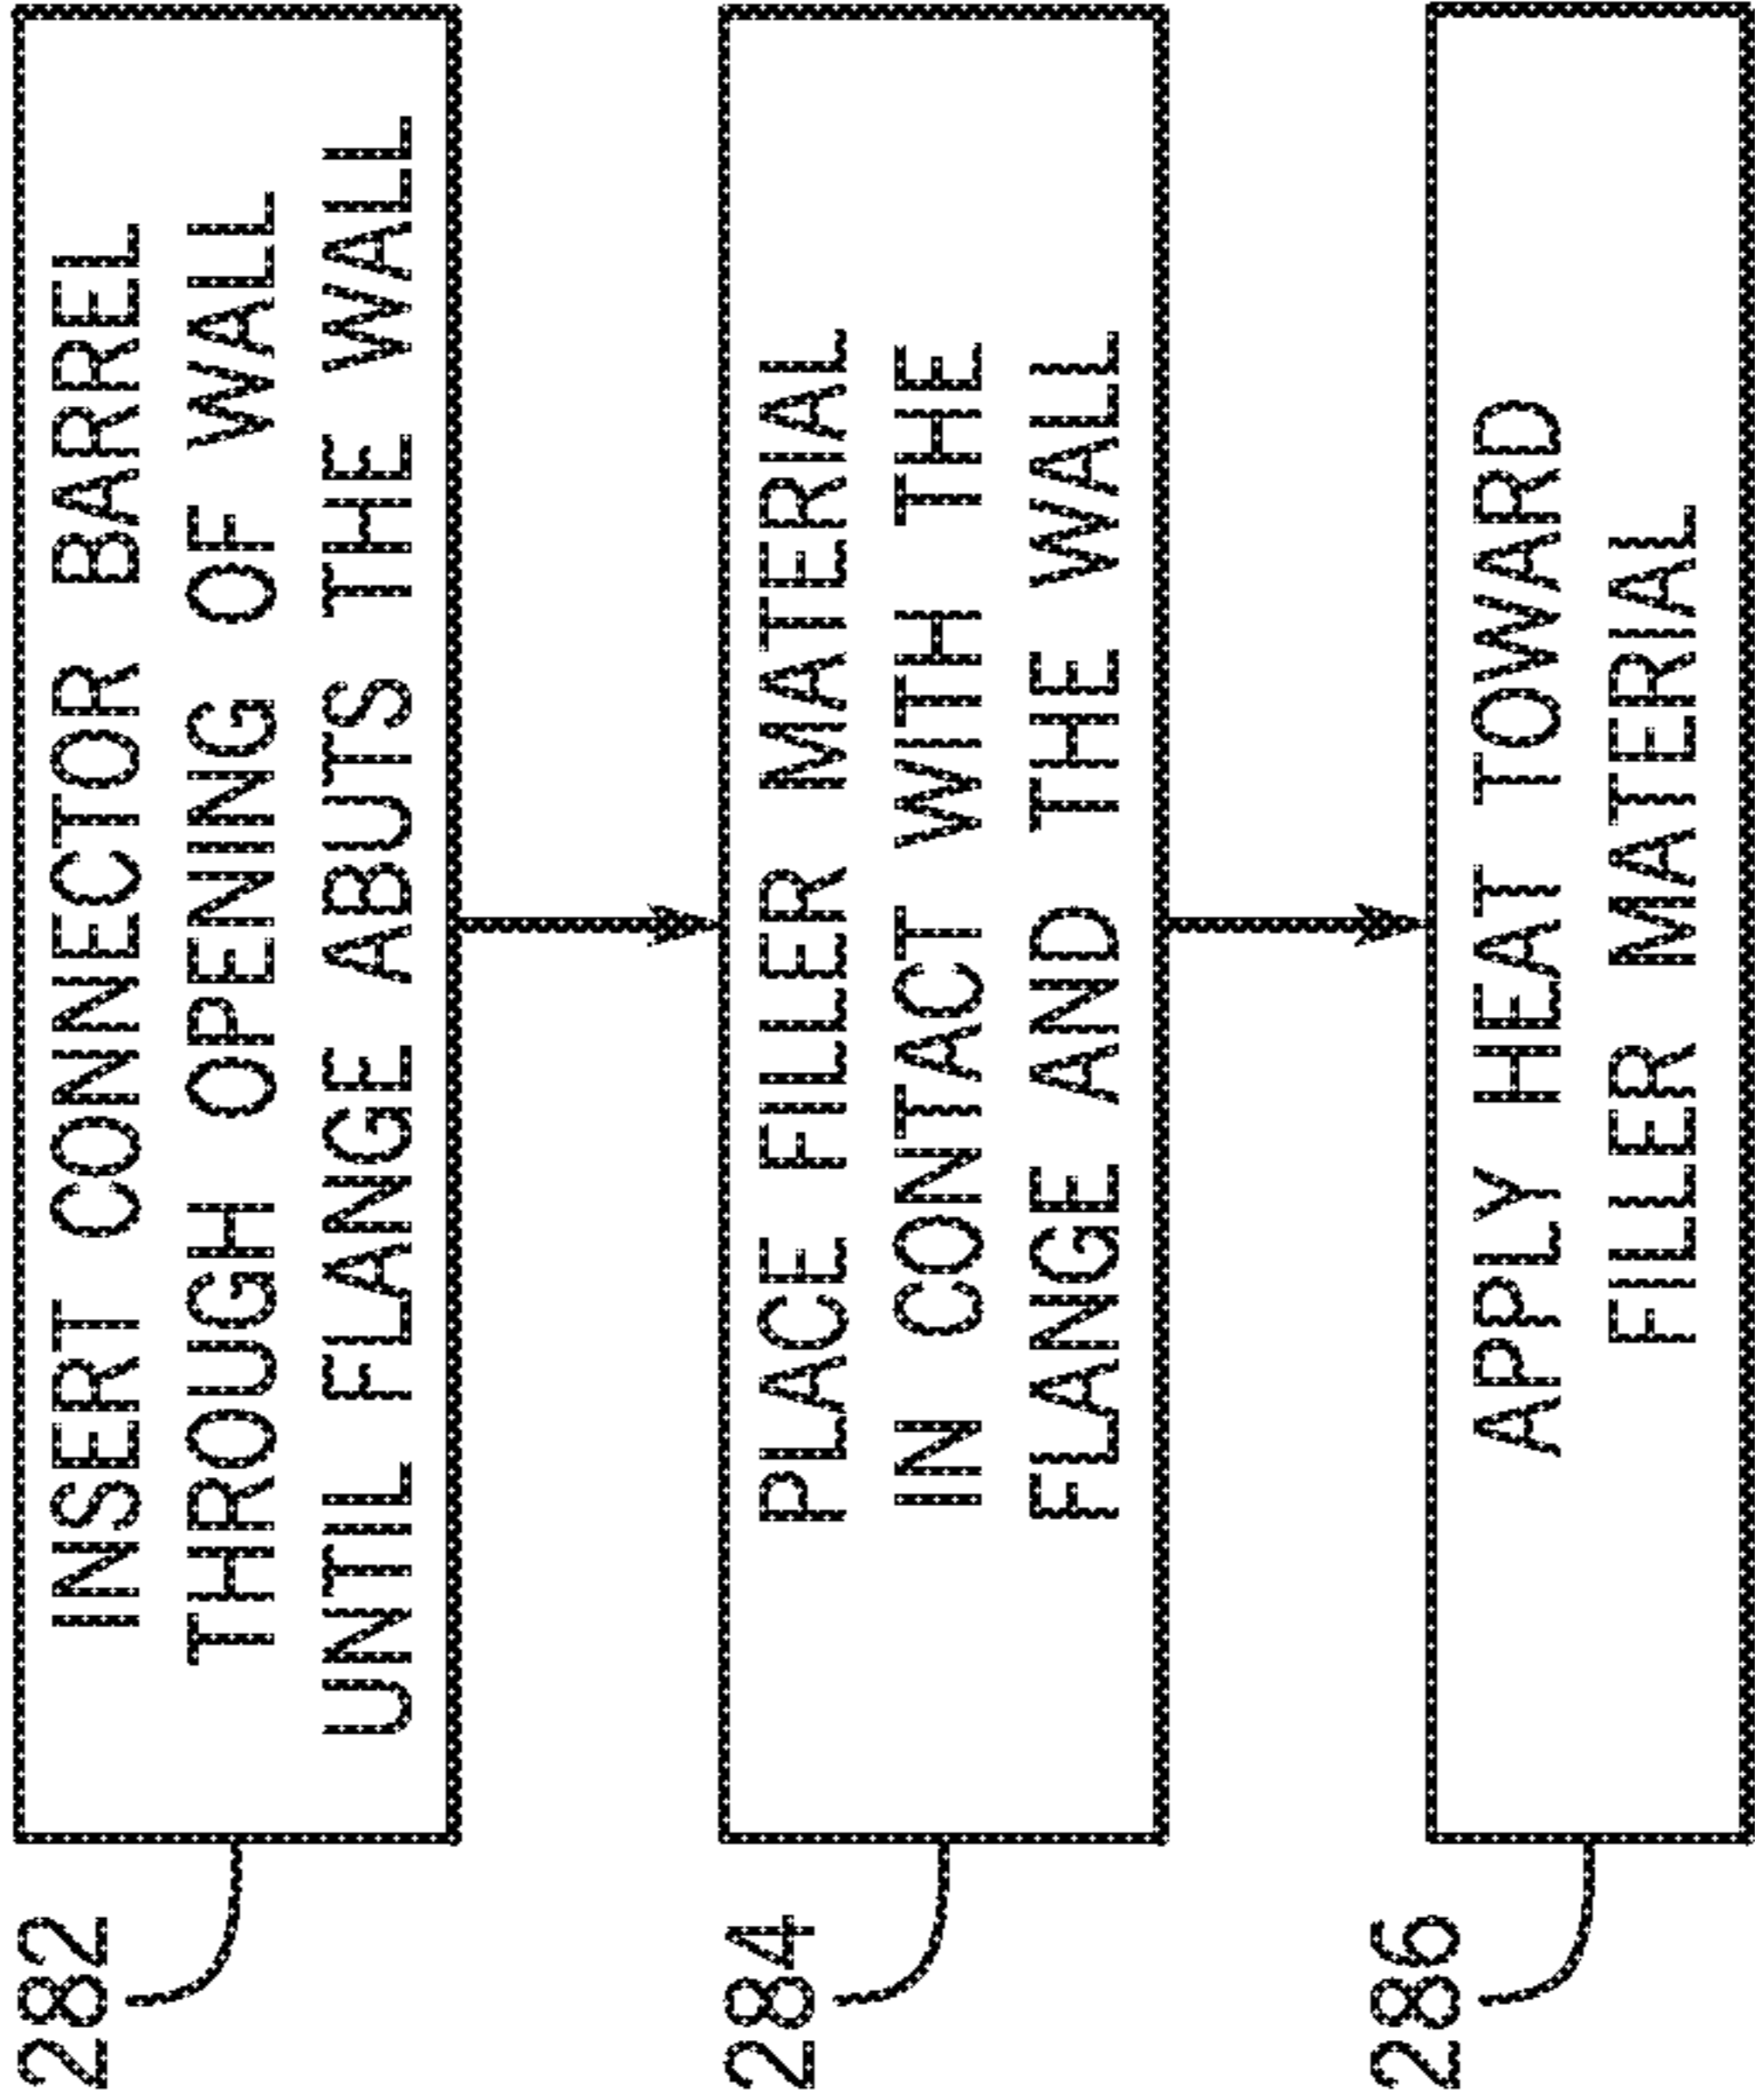 282
INSERT CONNECTOR BARREL
THROUGH OPENING OF WALL
UNTIL FLANGE ABUTS THE WALL
284
PLACE FILLER MATERIAL
IN CONTACT WITH THE
FLANGE AND THE WALL
286
APPLY HEAT TOWARD
FILLER MATERIAL